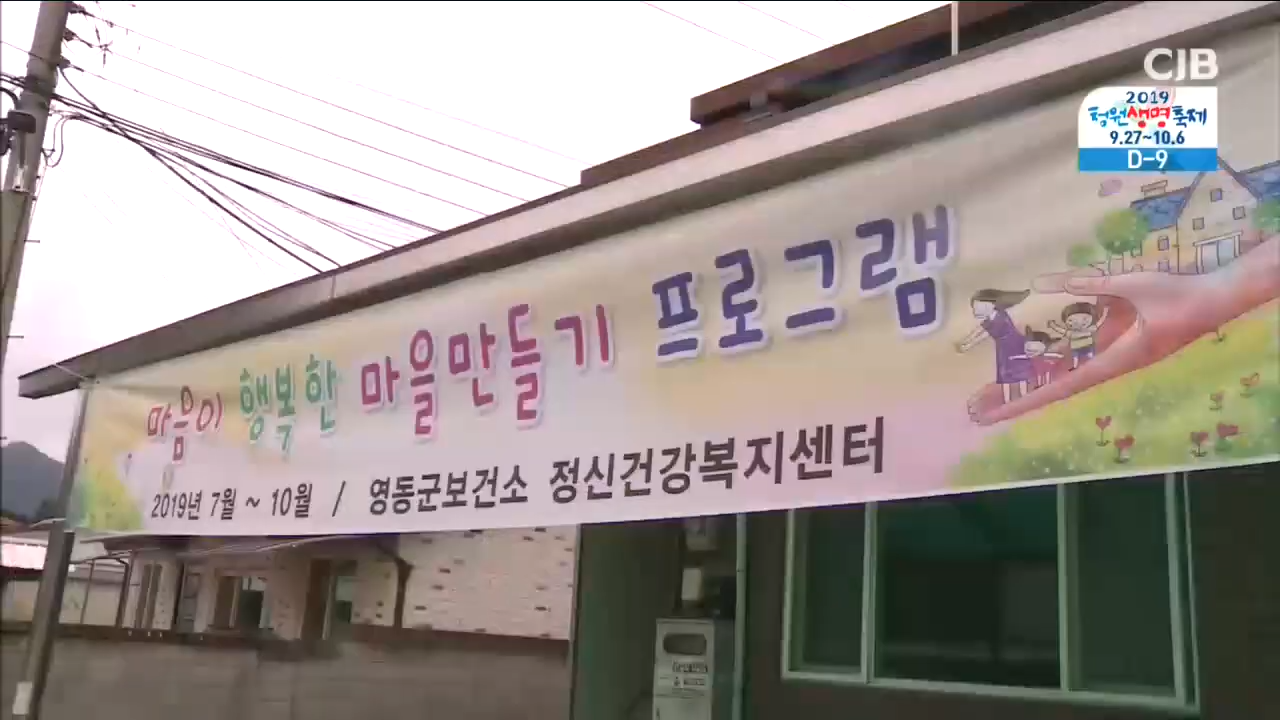 CJB
2019
청원생명축제
9.27~10.6
D-9
마음이 행복한 마을만들기 프로그램
2019년 7월 ~ 10월 / 영동군보건소 정신건강복지센터